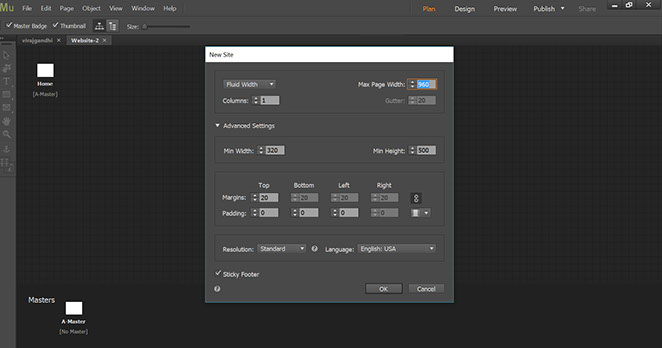 Mu File Edit Page Object View Window Help Plan Design Preview Publish Share
Master Badge Thumbnail Size:
virajgandhi Website-2
New Site
Fluid Width Max Page Width: 960
Columns: 1 Gutter: 20
Advanced Settings
Min Width: 320 Min Height: 500
Top Bottom Left Right
Margins: 20 20 20 20
Padding: 0 0 0 0
Resolution: Standard Language: English: USA
Sticky Footer
OK Cancel
Home
[A-Master]
Masters
A-Master
[No Master]